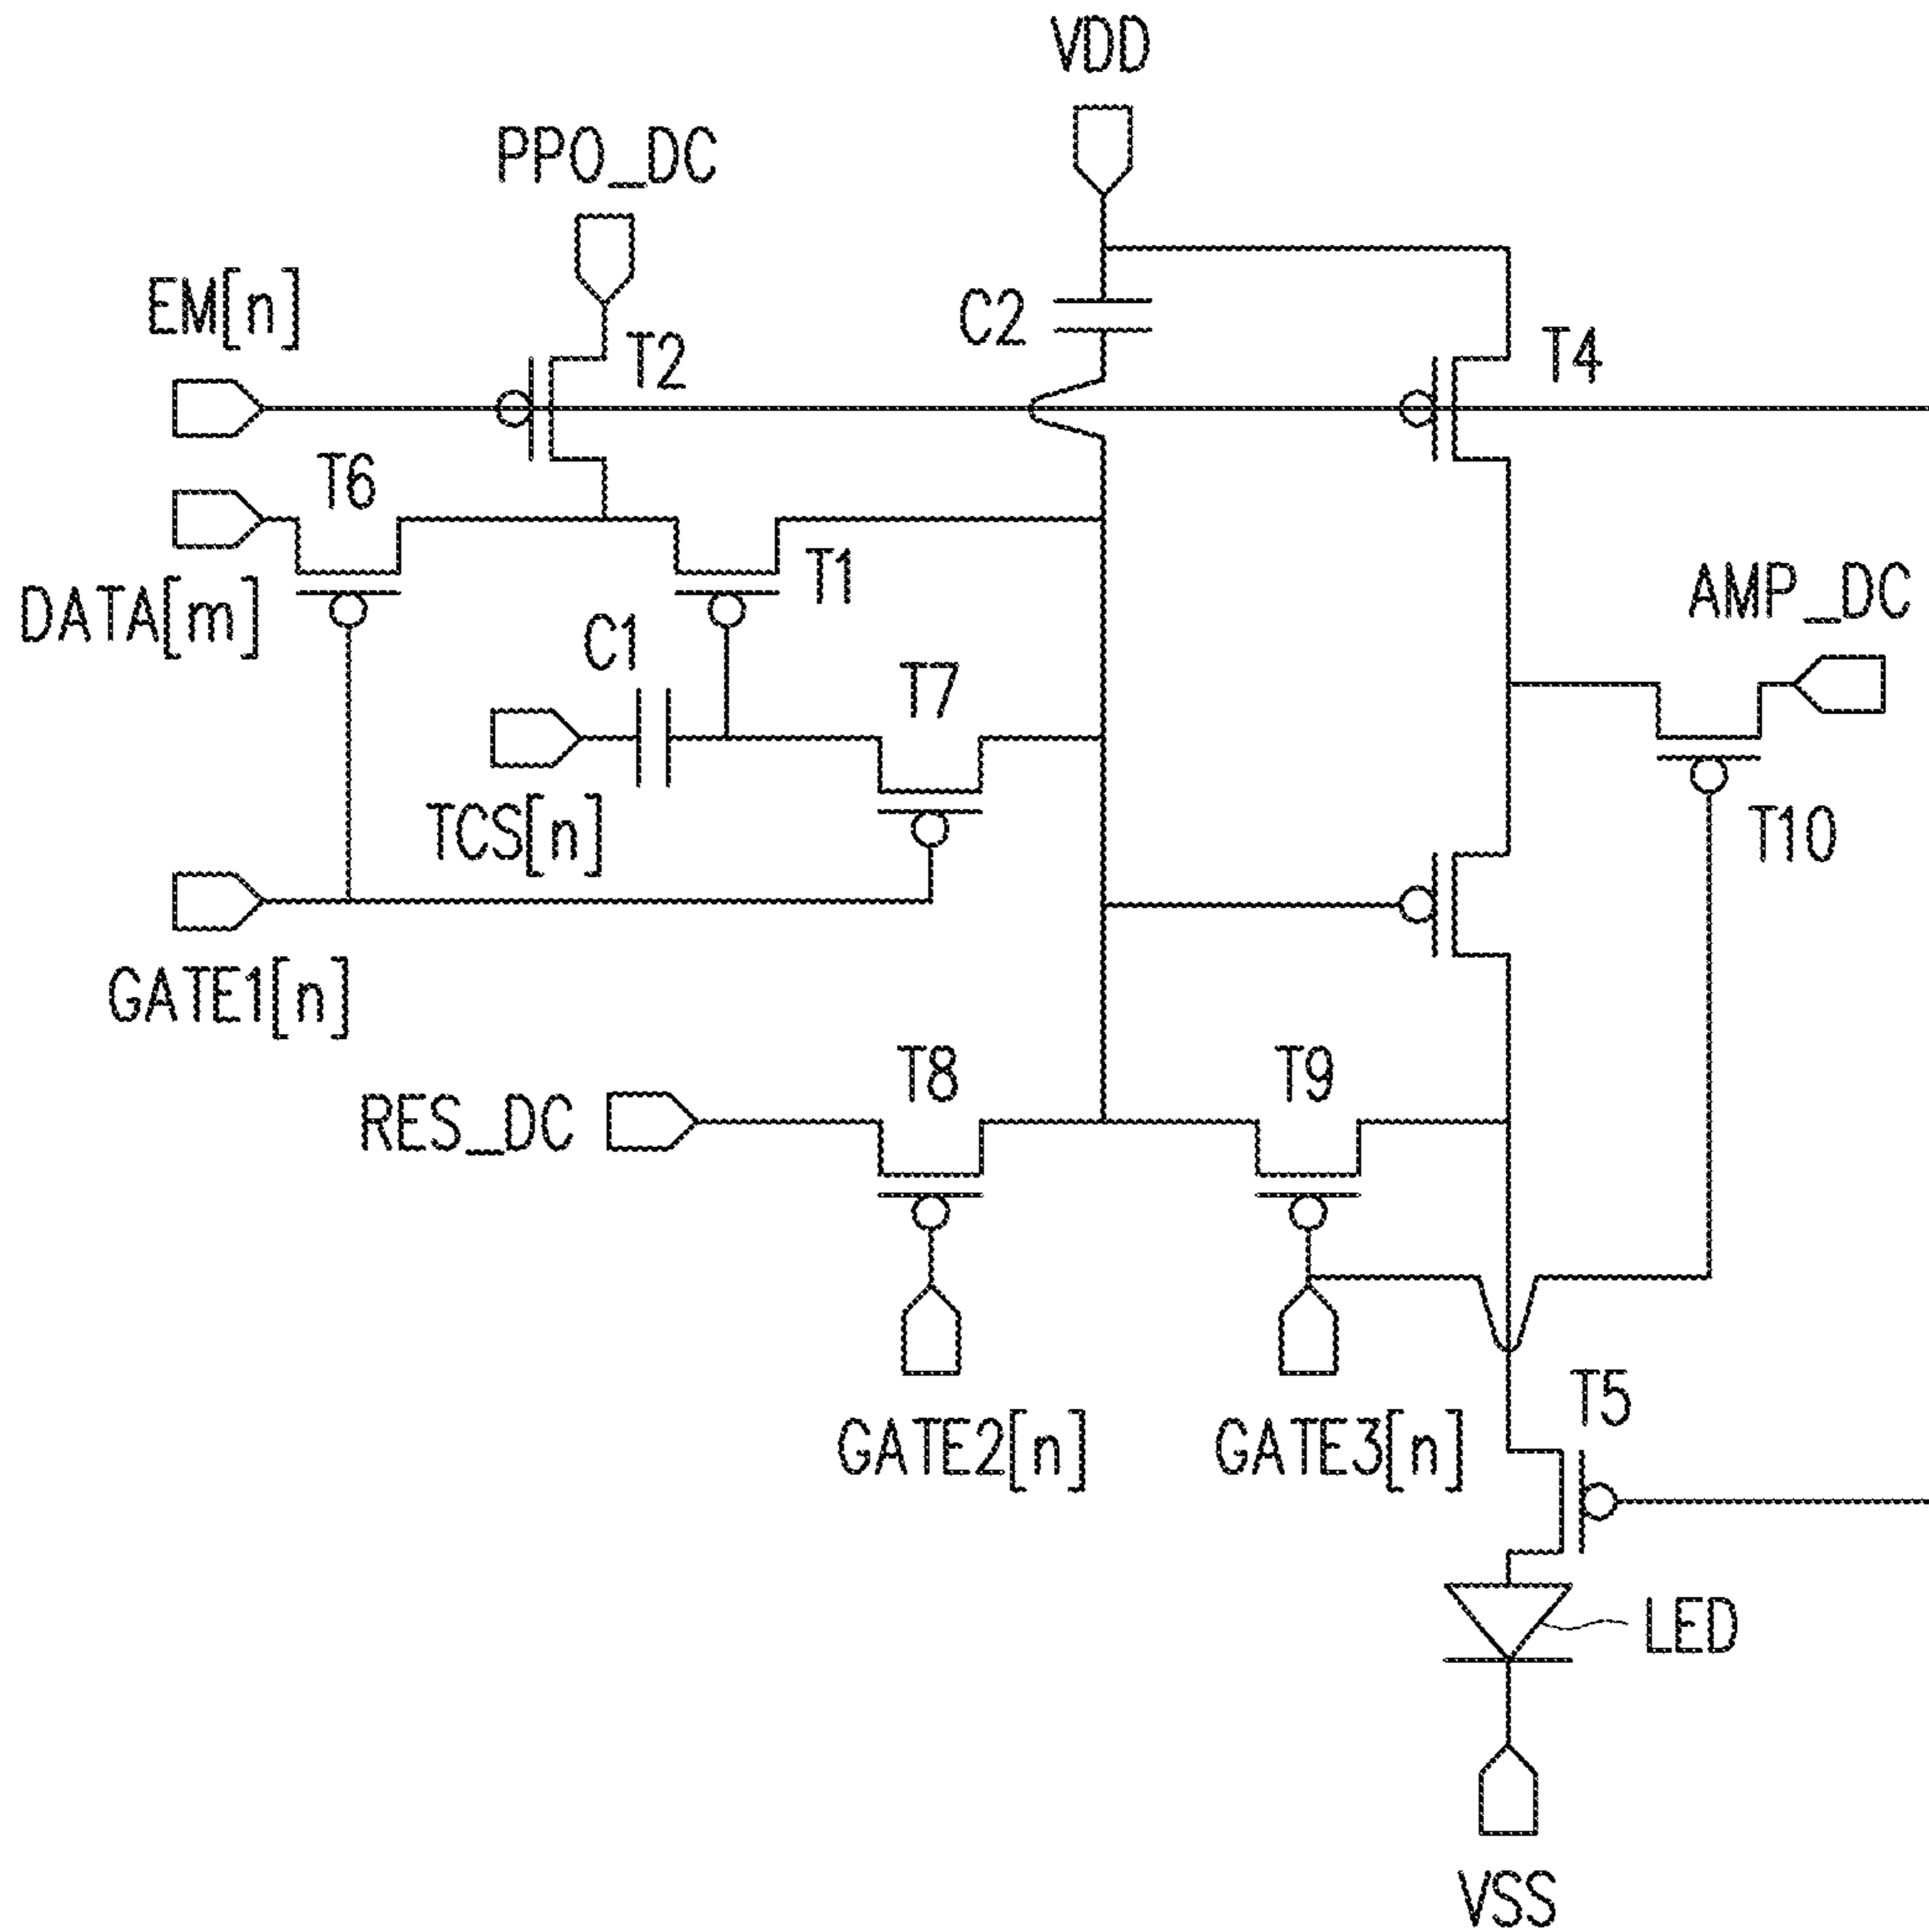 VDD
PPO_DC
EM[n]
C2
T2
T4
T6
T1
DATA[m]
AMP_DC
C1
T7
TCS[n]
T10
GATE1[n]
T8
T9
RES_DC
T5
GATE2[n]
GATE3[n]
LED
VSS